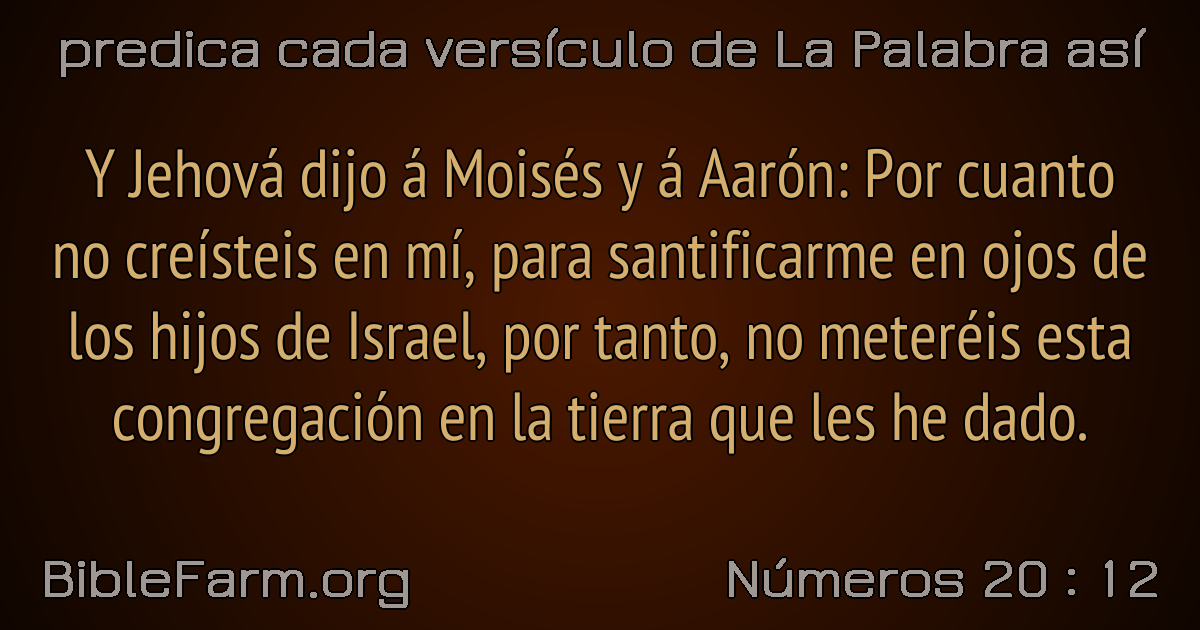 predica cada versículo de La Palabra así
Y Jehová dijo á Moisés y á Aarón: Por cuanto
no creísteis en mí, para santificarme en ojos de
los hijos de Israel, por tanto, no meteréis esta
congregación en la tierra que les he dado.
BibleFarm.org
Números 20 : 12